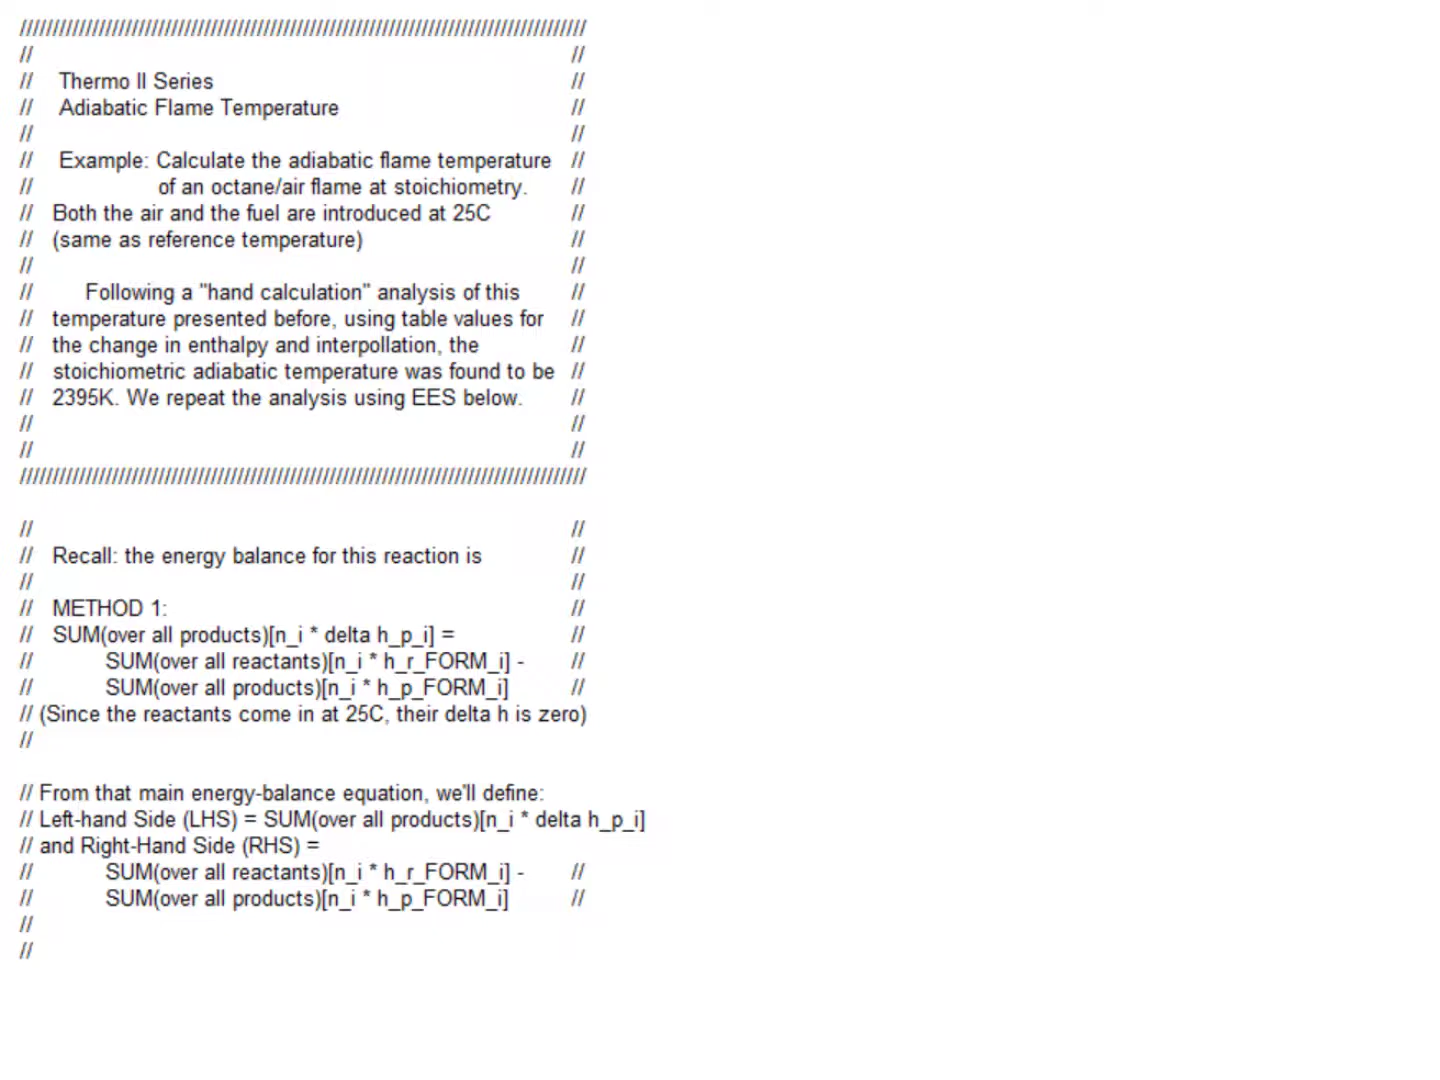 //////////////////////////////////////////////////////////////////////////////////////
// //
// Thermo II Series //
// Adiabatic Flame Temperature //
// //
// Example: Calculate the adiabatic flame temperature //
// of an octane/air flame at stoichiometry. //
// Both the air and the fuel are introduced at 25C //
// (same as reference temperature) //
// //
// Following a "hand calculation" analysis of this //
// temperature presented before, using table values for //
// the change in enthalpy and interpollation, the //
// stoichiometric adiabatic temperature was found to be //
// 2395K. We repeat the analysis using EES below. //
// //
// //
//////////////////////////////////////////////////////////////////////////////////////
// //
// Recall: the energy balance for this reaction is //
// //
// METHOD 1: //
// SUM(over all products)[n_i * delta h_p_i] = //
// SUM(over all reactants)[n_i * h_r_FORM_i] - //
// SUM(over all products)[n_i * h_p_FORM_i] //
// (Since the reactants come in at 25C, their delta h is zero)
//
// From that main energy-balance equation, we'll define:
// Left-hand Side (LHS) = SUM(over all products)[n_i * delta h_p_i]
// and Right-Hand Side (RHS) =
// SUM(over all reactants)[n_i * h_r_FORM_i] - //
// SUM(over all products)[n_i * h_p_FORM_i] //
//
//